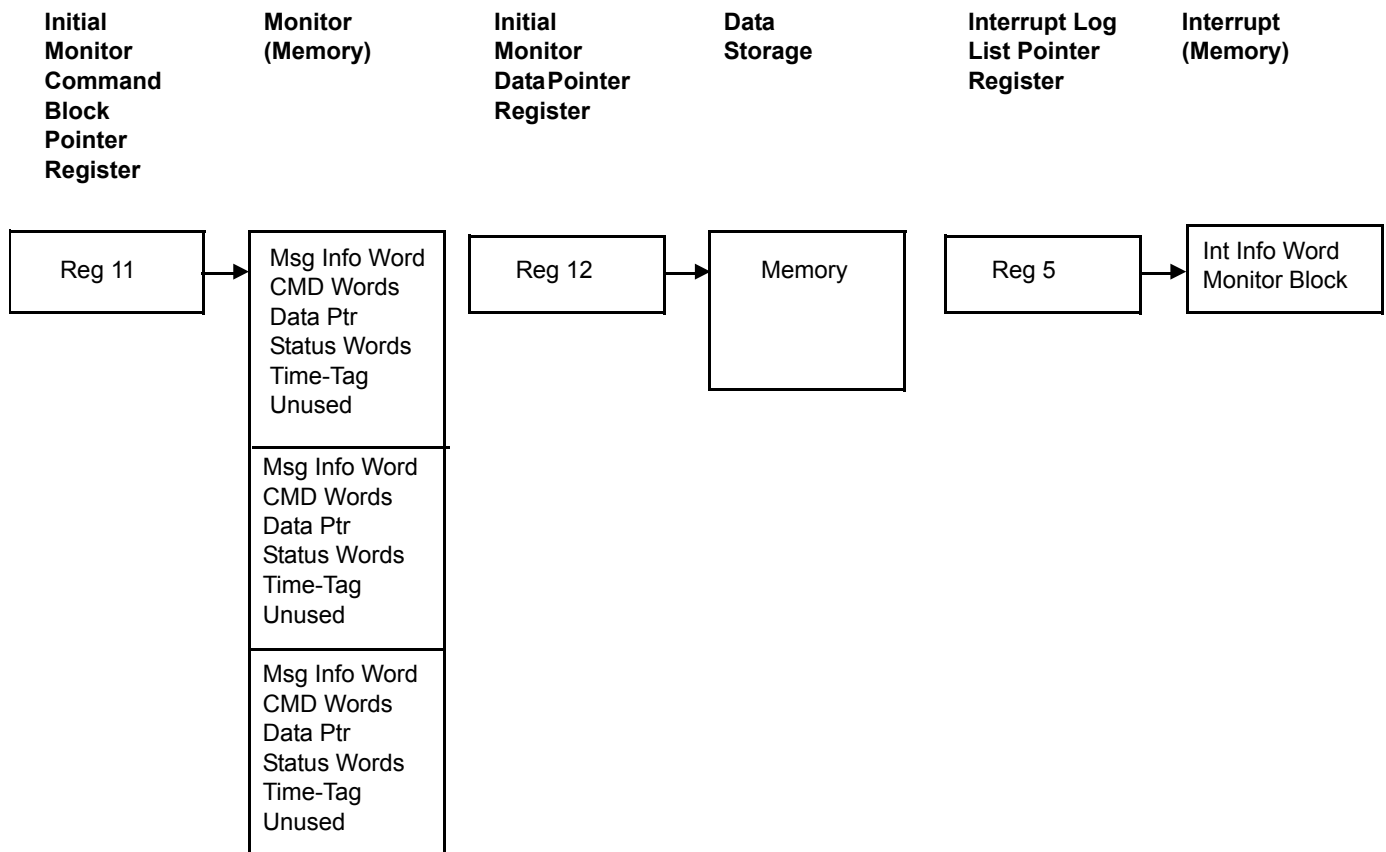 Initial
Monitor
Command
Block
Pointer
Register
Monitor
(Memory)
Initial
Monitor
DataPointer
Register
Data
Storage
Interrupt Log
List Pointer
Register
Interrupt
(Memory)
Reg 11
Msg Info Word
CMD Words
Data Ptr
Status Words
Time-Tag
Unused
Msg Info Word
CMD Words
Data Ptr
Status Words
Time-Tag
Unused
Msg Info Word
CMD Words
Data Ptr
Status Words
Time-Tag
Unused
Reg 12
Memory
Reg 5
Int Info Word
Monitor Block